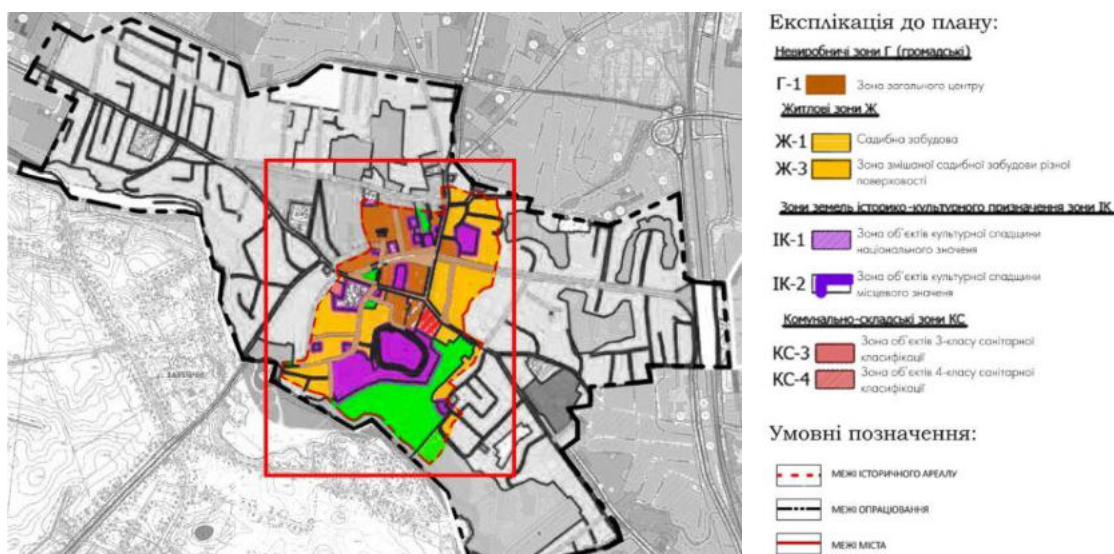 Експлікація до плану:
Невиробничі зони Г (громадські)
Г-1 Зона загального центру
Житлові зони Ж
Ж-1 Садибна забудова
Ж-3 Зона змішаної садибної забудови різної
поверховості
Зони земель історико-культурного призначення зони ІК
ІК-1 Зона об'єктів культурної спадщини
національного значеня
ІК-2 Зона об'єктів культурної спадщини
місцевого значеня
Комунально-складські зони КС
КС-3 Зона об'єктів 3-класу санітарної
класифікації
КС-4 Зона об'єктів 4-класу санітарної
класифікації
Умовні позначення:
МЕЖІ ІСТОРИЧНОГО АРЕАЛУ
МЕЖІ ОПРАЦЮВАННЯ
МЕЖІ МІСТА